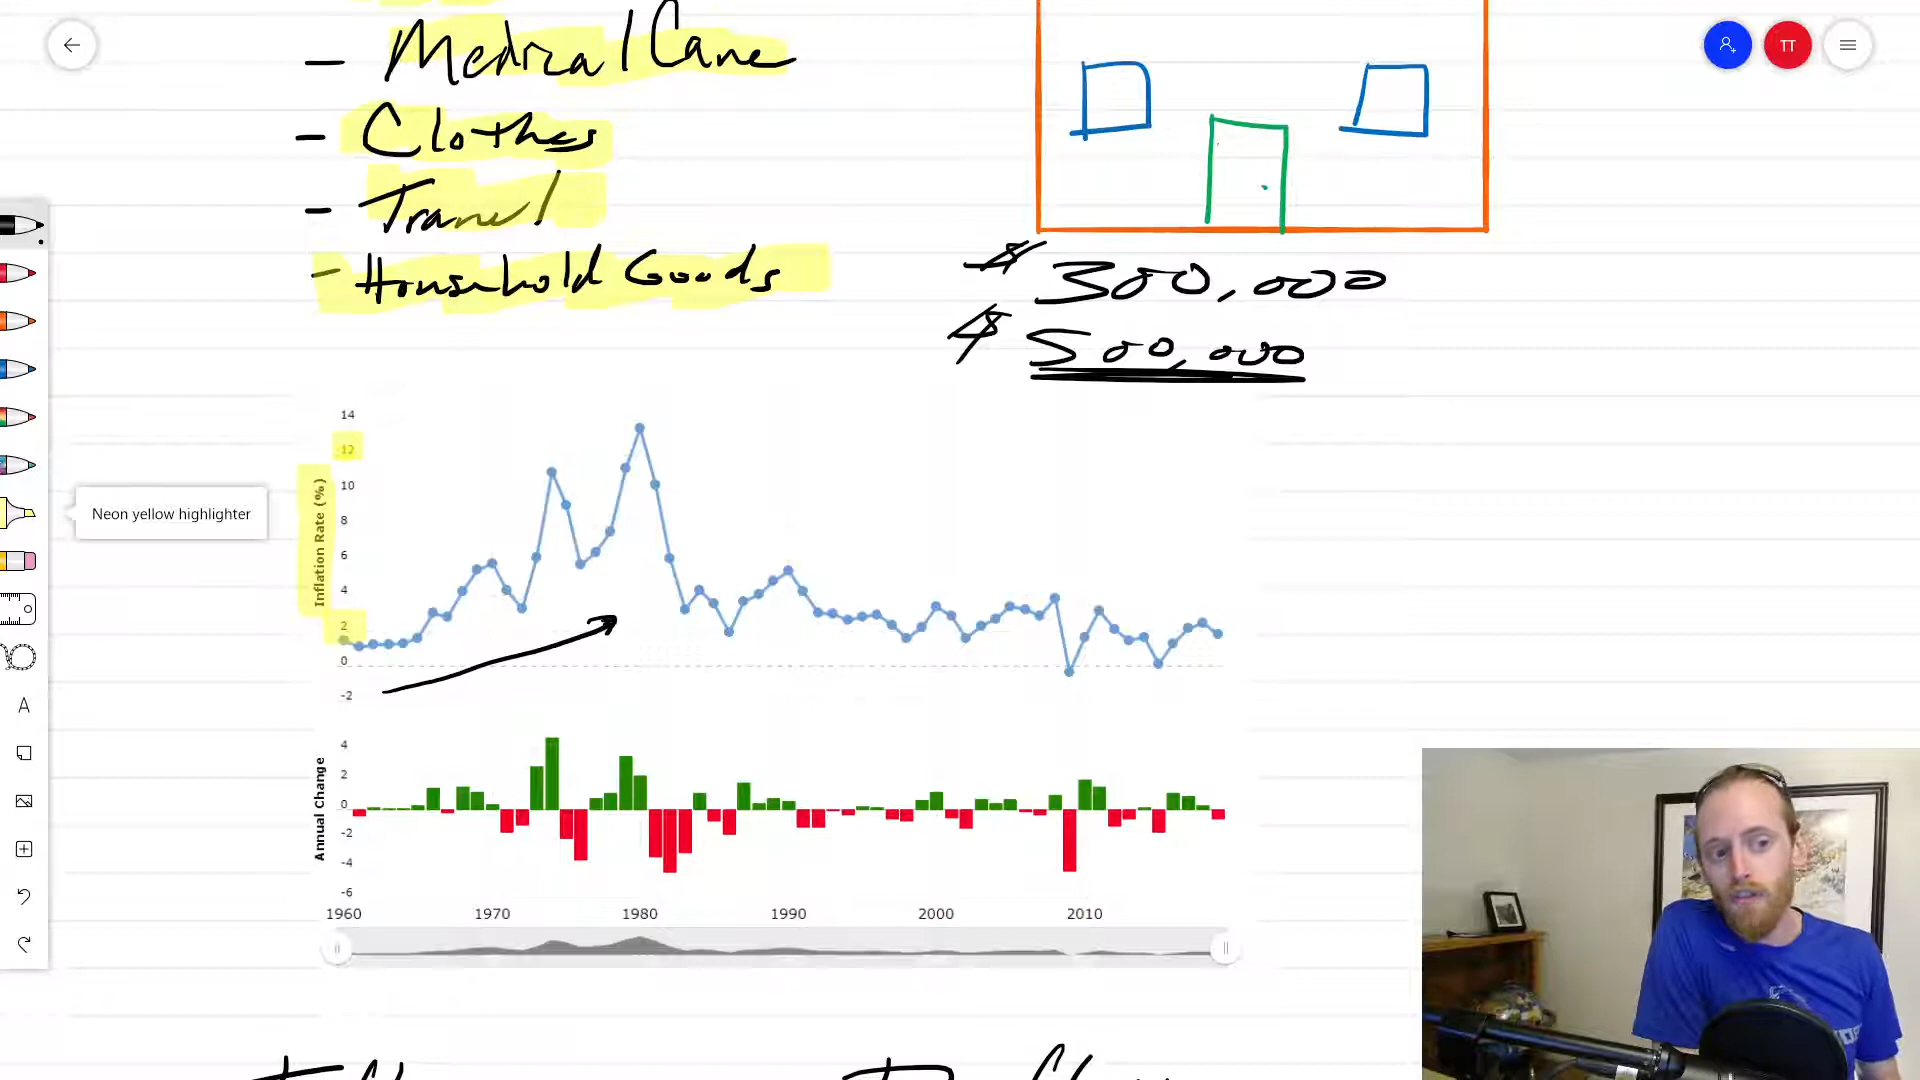 - Medical Care
TT
- Clothes
- Travel
- Household Goods
$ 300,000
$ 500,000
Neon yellow highlighter
A
Inflation Rate (%)
14
12
10
8
6
4
2
0
-2
Annual Change
4
2
0
-2
-4
-6
1960 1970 1980 1990 2000 2010